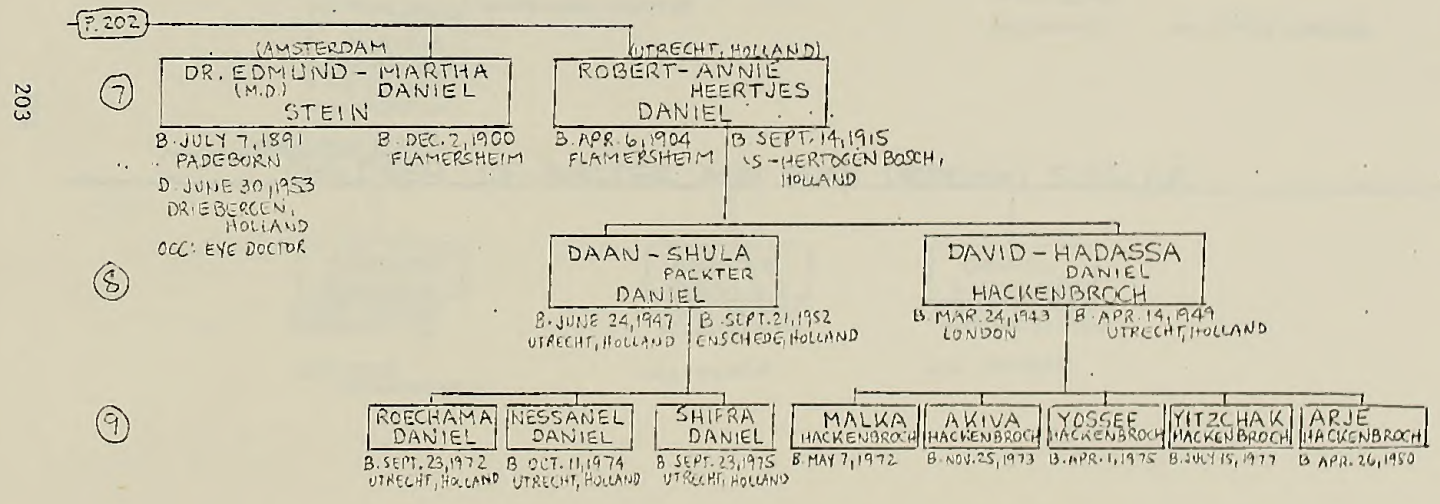 P. 202
203
7
(AMSTERDAM
DR. EDMUND - MARTHA
(M.D.) DANIEL
STEIN
B. JULY 7, 1891
PADEBORN
D. JUNE 30, 1953
DRIEBERGEN,
HOLLAND
OCC: EYE DOCTOR
B. DEC. 2, 1900
FLAMERSHEIM
(UTRECHT, HOLLAND)
ROBERT - ANNIE
HEERTJES
DANIEL
B. APR. 6, 1904
FLAMERSHEIM
B. SEPT. 14, 1915
'S-HERTOGEN BOSCH,
HOLLAND
8
DAAN - SHULA
PACKTER
DANIEL
B. JUNE 24, 1947
UTRECHT, HOLLAND
B. SEPT. 21, 1952
ENSCHEDE, HOLLAND
DAVID - HADASSA
DANIEL
HACKENBROCH
B. MAR. 24, 1943
LONDON
B. APR. 14, 1949
UTRECHT, HOLLAND
9
ROECHAMA
DANIEL
B. SEPT. 23, 1972
UTRECHT, HOLLAND
NESSANEL
DANIEL
B OCT. 11, 1974
UTRECHT, HOLLAND
SHIFRA
DANIEL
B SEPT. 23, 1975
UTRECHT, HOLLAND
MALKA
HACKENBROCH
B. MAY 7, 1972
AKIVA
HACKENBROCH
B. NOV. 25, 1973
YOSSEF
HACKENBROCH
B. APR. 1, 1975
YITZCHAK
HACKENBROCH
B. JULY 15, 1977
ARJE
HACKENBROCH
B APR. 26, 1980